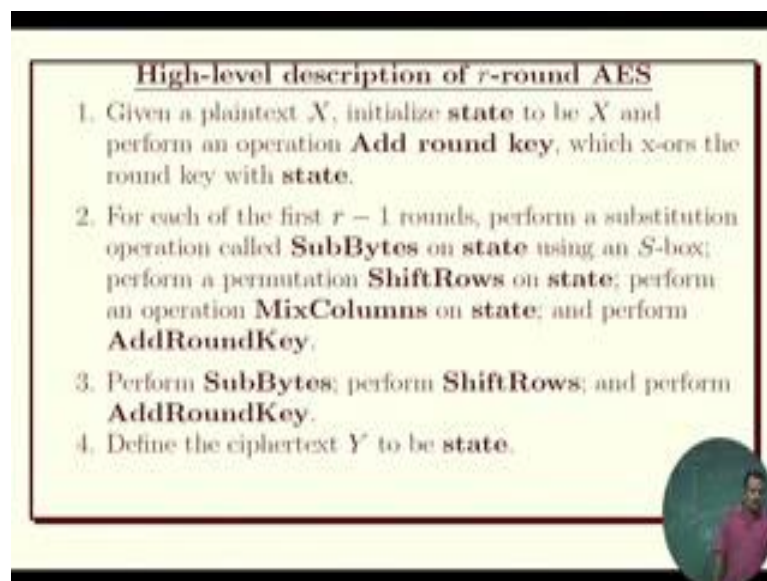 High-level description of r-round AES
1. Given a plaintext X, initialize state to be X and
perform an operation Add round key, which x-ors the
round key with state.
2. For each of the first r − 1 rounds, perform a substitution
operation called SubBytes on state using an S-box;
perform a permutation ShiftRows on state; perform
an operation MixColumns on state; and perform
AddRoundKey.
3. Perform SubBytes; perform ShiftRows; and perform
AddRoundKey.
4. Define the ciphertext Y to be state.